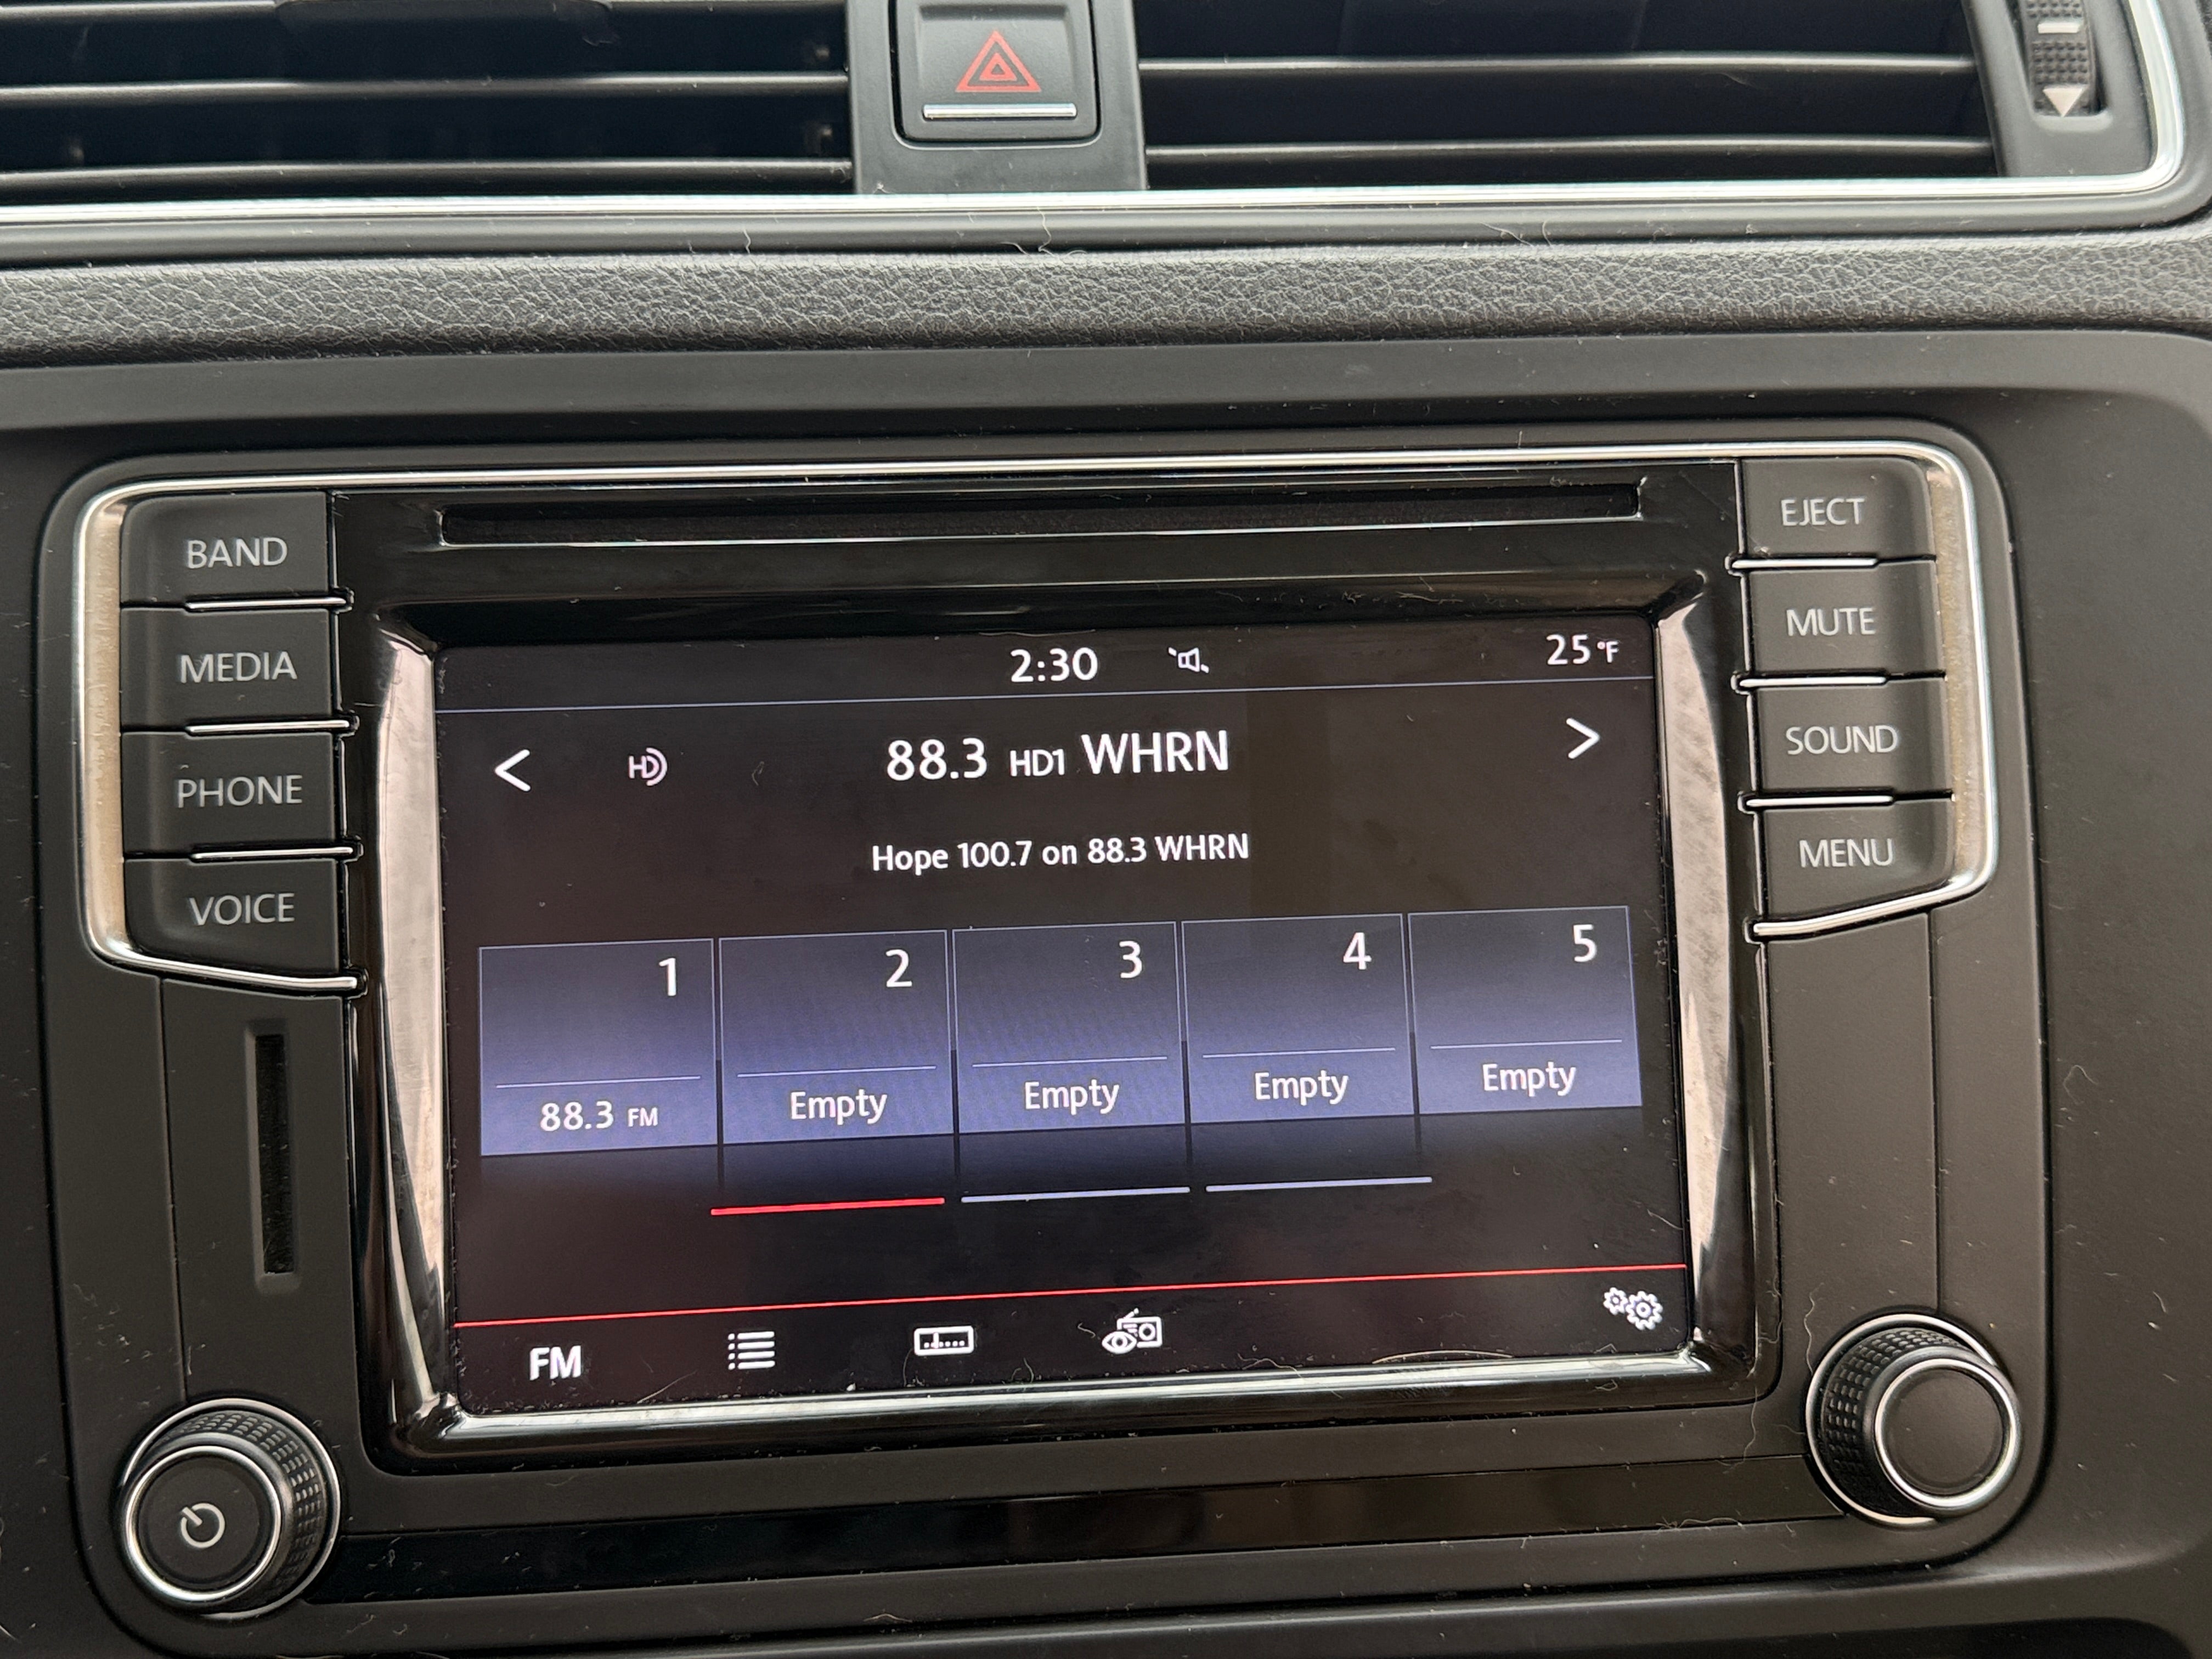 BAND
MEDIA
PHONE
VOICE
EJECT
MUTE
SOUND
MENU
2:30
25°F
HD
88.3 HD1 WHRN
Hope 100.7 on 88.3 WHRN
1
2
3
4
5
88.3 FM
Empty
Empty
Empty
Empty
FM